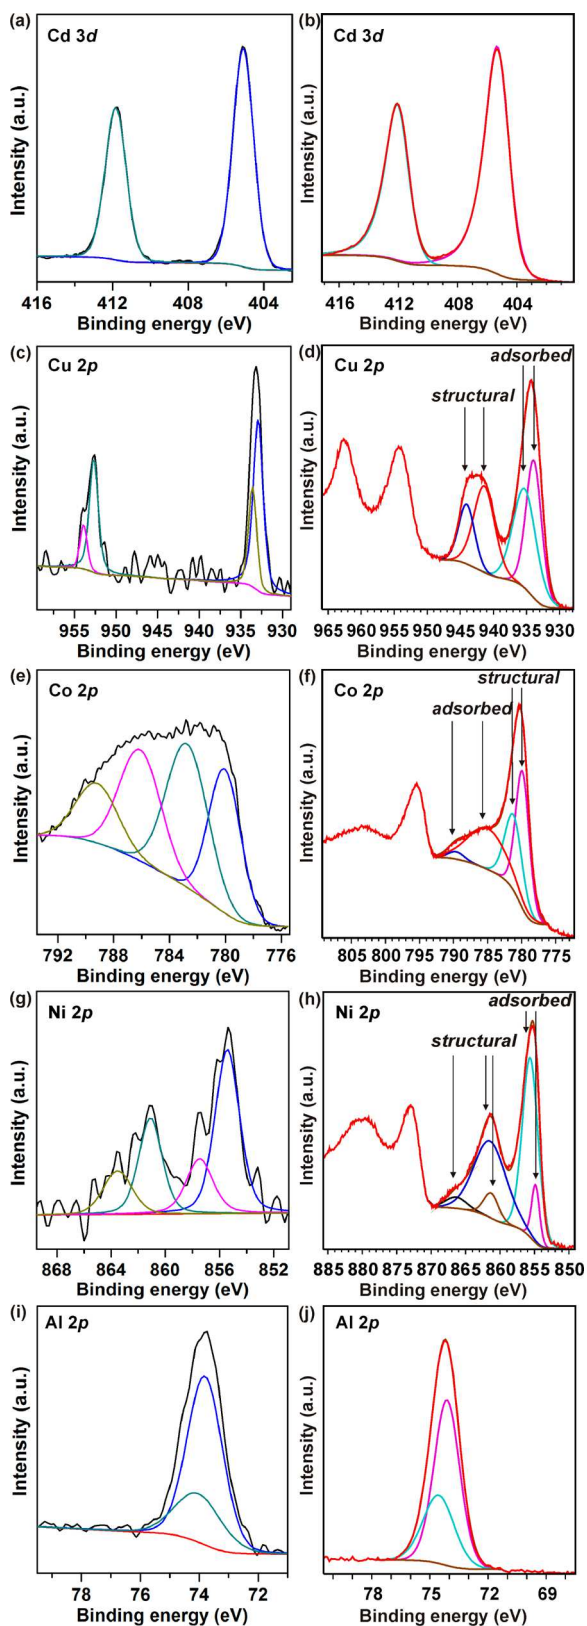 (a)
Cd 3d
Intensity (a.u.)
416 412 408 404
Binding energy (eV)
(b)
Cd 3d
Intensity (a.u.)
416 412 408 404
Binding energy (eV)
(c)
Cu 2p
Intensity (a.u.)
955 950 945 940 935 930
Binding energy (eV)
(d)
adsorbed
Cu 2p
structural
Intensity (a.u.)
965 960 955 950 945 940 935 930
Binding energy (eV)
(e)
Co 2p
Intensity (a.u.)
792 788 784 780 776
Binding energy (eV)
(f)
structural
Co 2p
adsorbed
Intensity (a.u.)
805 800 795 790 785 780 775
Binding energy (eV)
(g)
Ni 2p
Intensity (a.u.)
868 864 860 856 852
Binding energy (eV)
(h)
adsorbed
Ni 2p
structural
Intensity (a.u.)
885 880 875 870 865 860 855 850
Binding energy (eV)
(i)
Al 2p
Intensity (a.u.)
78 76 74 72
Binding energy (eV)
(j)
Al 2p
Intensity (a.u.)
78 75 72 69
Binding energy (eV)